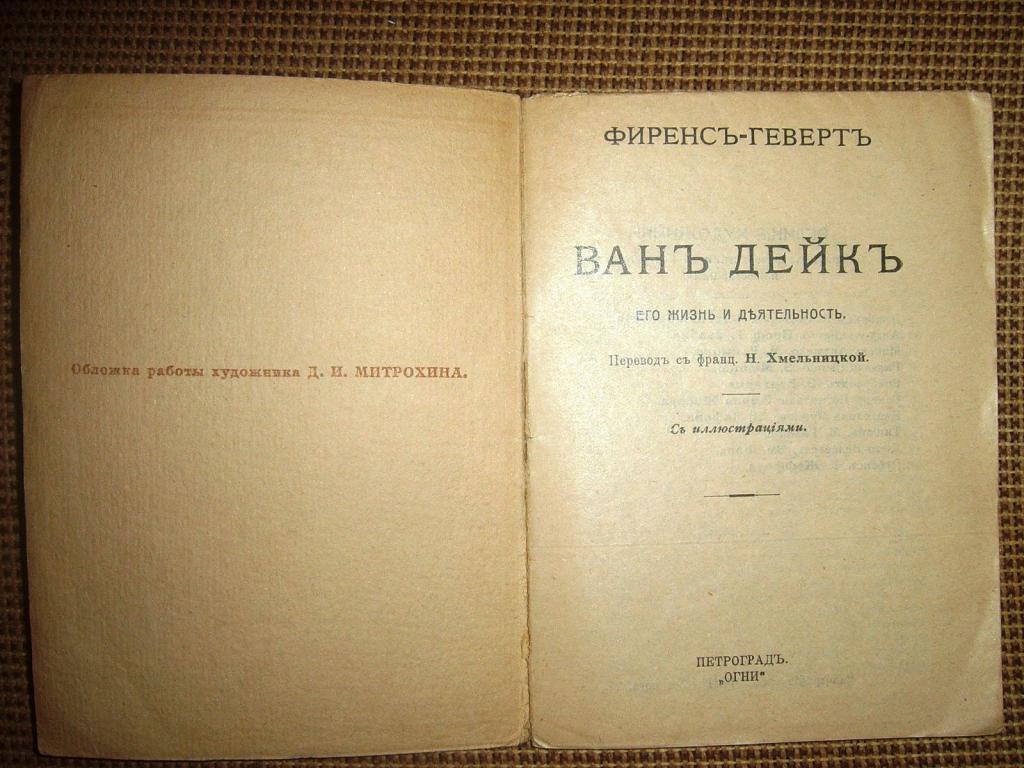 Обложка работы художника Д. И. МИТРОХИНА.
ФИРЕНСЪ-ГЕВЕРТЪ
ВАНЪ ДЕЙКЪ
ЕГО ЖИЗНЬ И ДѢЯТЕЛЬНОСТЬ.
Переводъ съ франц. Н. Хмельницкой.
Съ иллюстраціями.
ПЕТРОГРАДЪ.
„ОГНИ“